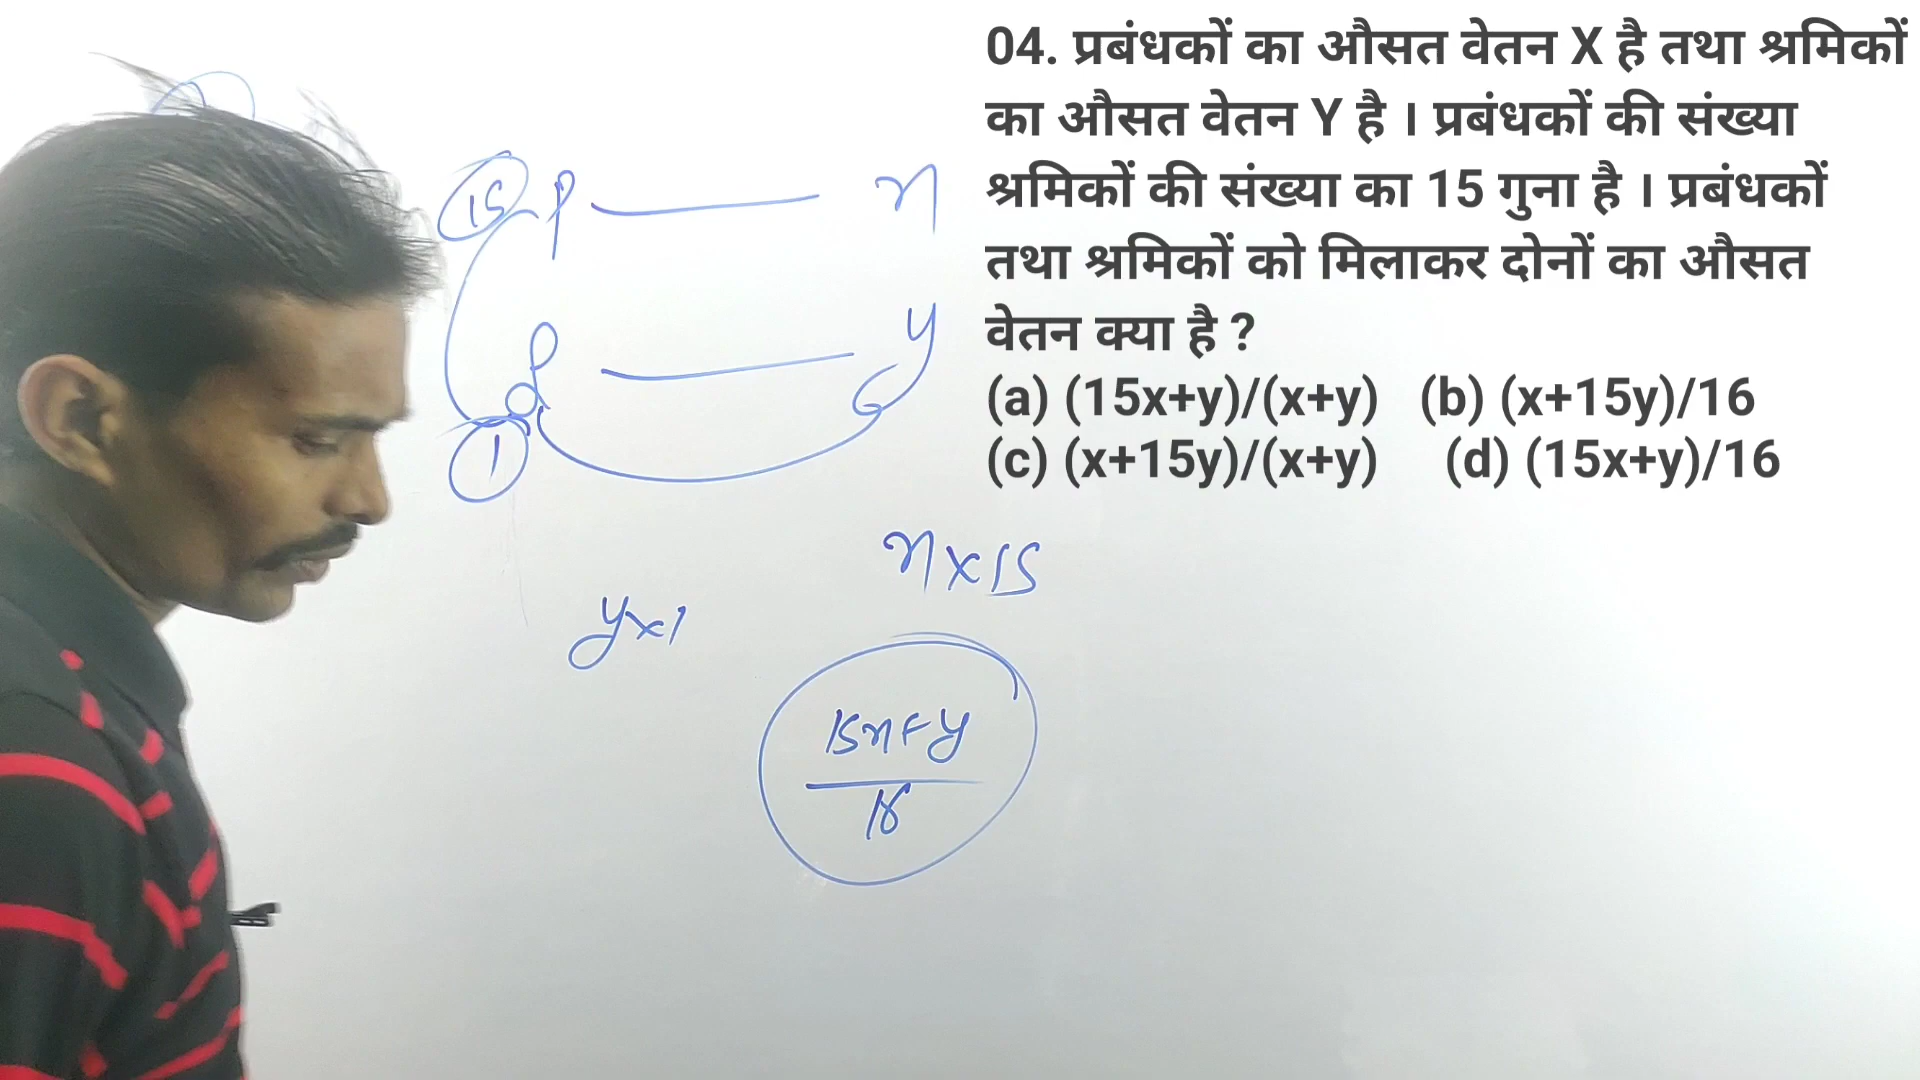 04. प्रबंधकों का औसत वेतन X है तथा श्रमिकों
का औसत वेतन Y है । प्रबंधकों की संख्या
श्रमिकों की संख्या का 15 गुना है । प्रबंधकों
तथा श्रमिकों को मिलाकर दोनों का औसत
वेतन क्या है ?
(a) (15x+y)/(x+y) (b) (x+15y)/16
(c) (x+15y)/(x+y) (d) (15x+y)/16
15 P x
y
1
x×15
y×1
15x+y
16